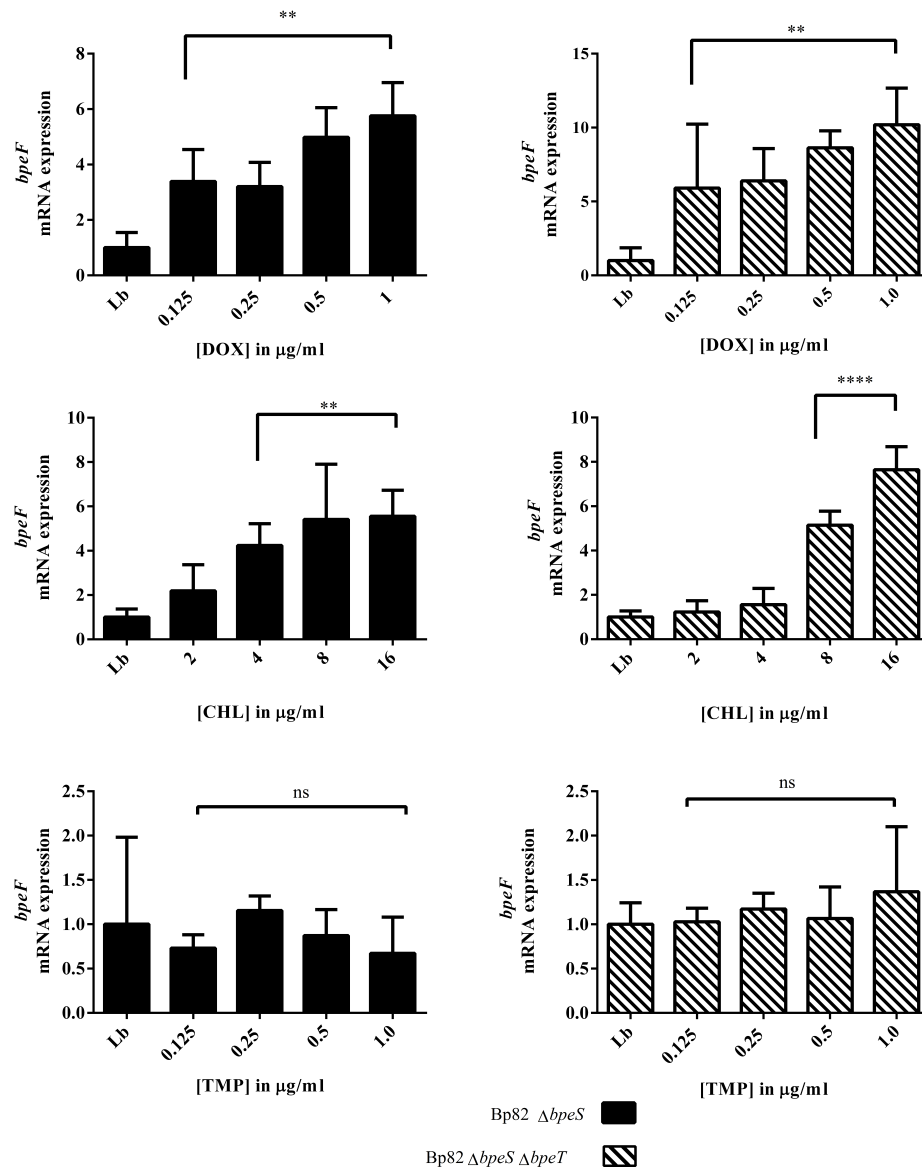 **
8
6
4
2
0
bpeF
mRNA expression
Lb
0.125
0.25
0.5
1
[DOX] in µg/ml
**
15
10
5
0
bpeF
mRNA expression
Lb
0.125
0.25
0.5
1.0
[DOX] in µg/ml
**
10
8
6
4
2
0
bpeF
mRNA expression
Lb
2
4
8
16
[CHL] in µg/ml
****
10
8
6
4
2
0
bpeF
mRNA expression
Lb
2
4
8
16
[CHL] in µg/ml
ns
2.5
2.0
1.5
1.0
0.5
0.0
bpeF
mRNA expression
Lb
0.125
0.25
0.5
1.0
[TMP] in µg/ml
ns
2.5
2.0
1.5
1.0
0.5
0.0
bpeF
mRNA expression
Lb
0.125
0.25
0.5
1.0
[TMP] in µg/ml
Bp82 ΔbpeS
Bp82 ΔbpeS ΔbpeT